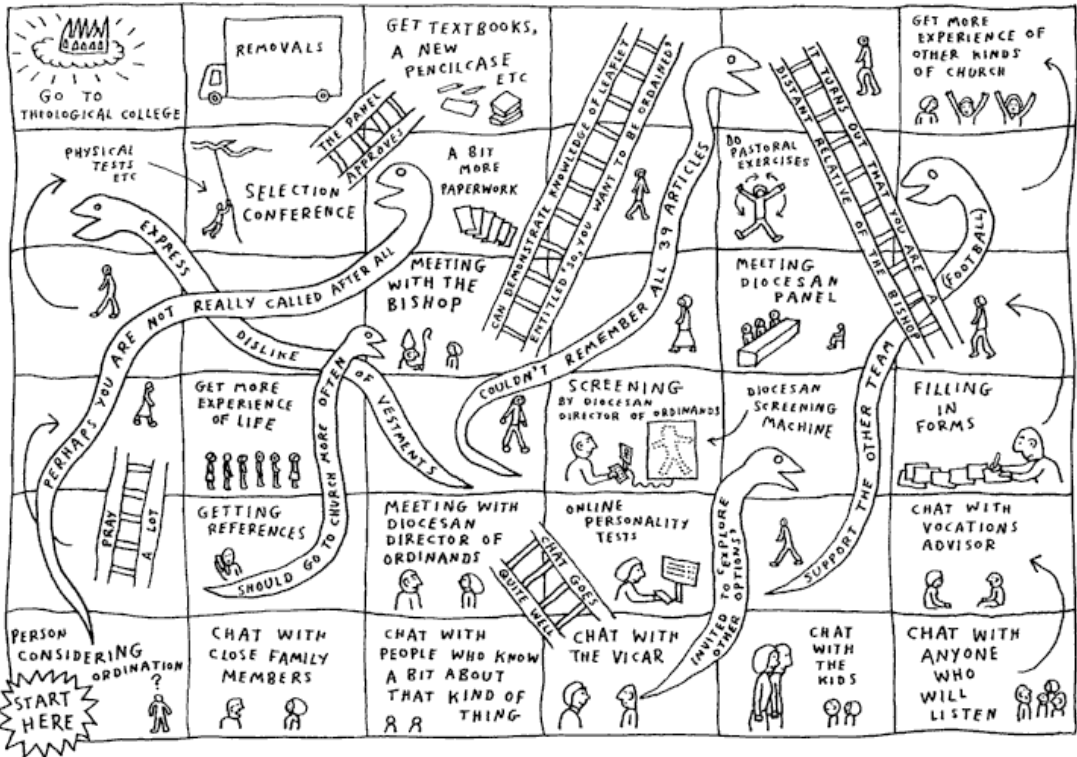 GO TO
THEOLOGICAL COLLEGE
REMOVALS
GET TEXTBOOKS,
A NEW
PENCILCASE
ETC
THE PANEL
APPROVES
CAN DEMONSTRATE KNOWLEDGE OF LEAFLET
ENTITLED 'SO, YOU WANT TO BE ORDAINED'
IT TURNS OUT THAT YOU ARE A
DISTANT RELATIVE OF THE BISHOP
GET MORE
EXPERIENCE OF
OTHER KINDS
OF CHURCH
PHYSICAL
TESTS
ETC
SELECTION
CONFERENCE
A BIT
MORE
PAPERWORK
DO
PASTORAL
EXERCISES
EXPRESS DISLIKE OF VESTMENTS
PERHAPS YOU ARE NOT REALLY CALLED AFTER ALL
MEETING
WITH THE
BISHOP
COULDN'T REMEMBER ALL 39 ARTICLES
MEETING
DIOCESAN
PANEL
SUPPORT THE OTHER TEAM (FOOTBALL)
GET MORE
EXPERIENCE
OF LIFE
SHOULD GO TO CHURCH MORE OFTEN
SCREENING
BY DIOCESAN
DIRECTOR OF ORDINANDS
DIOCESAN
SCREENING
MACHINE
FILLING
IN
FORMS
PRAY
A LOT
GETTING
REFERENCES
MEETING WITH
DIOCESAN
DIRECTOR OF
ORDINANDS
CHAT GOES
QUITE WELL
ONLINE
PERSONALITY
TESTS
INVITED TO 'EXPLORE
OTHER OPTIONS'
CHAT WITH
VOCATIONS
ADVISOR
PERSON
CONSIDERING
ORDINATION
?
START
HERE
CHAT WITH
CLOSE FAMILY
MEMBERS
CHAT WITH
PEOPLE WHO KNOW
A BIT ABOUT
THAT KIND OF
THING
CHAT WITH
THE VICAR
CHAT
WITH
THE
KIDS
CHAT WITH
ANYONE
WHO
WILL
LISTEN